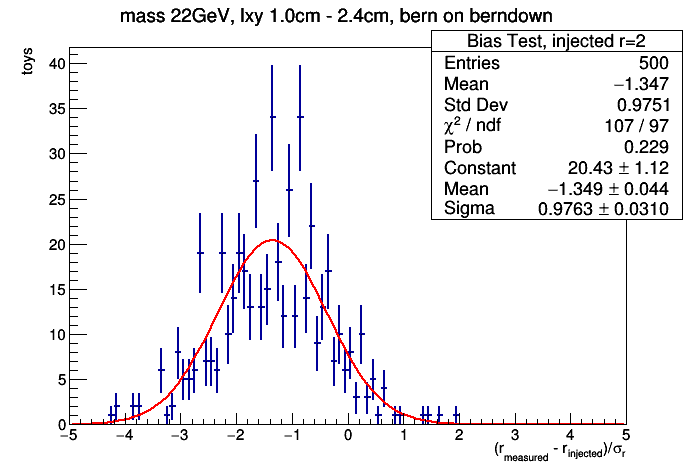 mass 22GeV, lxy 1.0cm - 2.4cm, bern on berndown
Bias Test, injected r=2
Entries 500
Mean −1.347
Std Dev 0.9751
χ² / ndf 107 / 97
Prob 0.229
Constant 20.43 ± 1.12
Mean −1.349 ± 0.044
Sigma 0.9763 ± 0.0310
toys
40
35
30
25
20
15
10
5
0
−5 −4 −3 −2 −1 0 1 2 3 4 5
(r_measured - r_injected)/σ_r